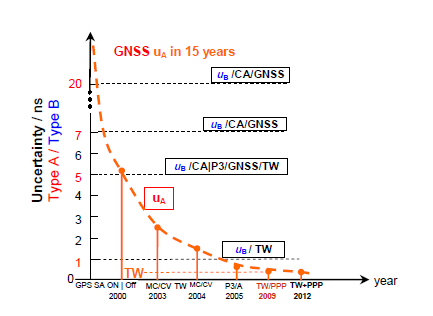 GNSS uA in 15 years
Uncertainty / ns
Type A / Type B
20
7
6
5
4
3
2
1
0
uB /CA/GNSS
uB /CA/GNSS
uB /CA|P3/GNSS/TW
uA
uB / TW
TW
year
GPS SA ON | Off MC/CV TW MC/CV P3/A TW/PPP TW+PPP
2000 2003 2004 2005 2009 2012